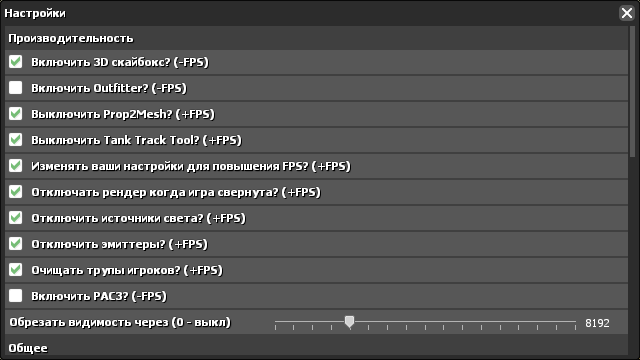 Настройки
Производительность
Включить 3D скайбокс? (-FPS)
Включить Outfitter? (-FPS)
Выключить Prop2Mesh? (+FPS)
Выключить Tank Track Tool? (+FPS)
Изменять ваши настройки для повышения FPS? (+FPS)
Отключать рендер когда игра свернута? (+FPS)
Отключить источники света? (+FPS)
Отключить эмиттеры? (+FPS)
Очищать трупы игроков? (+FPS)
Включить PAC3? (-FPS)
Обрезать видимость через (0 - выкл) 8192
Общее